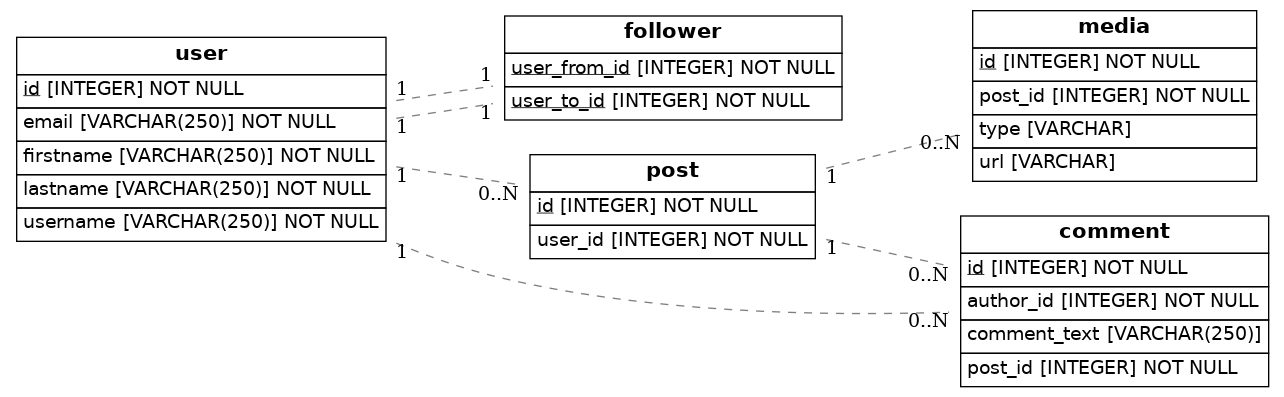 user
id [INTEGER] NOT NULL
email [VARCHAR(250)] NOT NULL
firstname [VARCHAR(250)] NOT NULL
lastname [VARCHAR(250)] NOT NULL
username [VARCHAR(250)] NOT NULL
1
1
1
1
1
1
0..N
follower
user_from_id [INTEGER] NOT NULL
user_to_id [INTEGER] NOT NULL
post
id [INTEGER] NOT NULL
user_id [INTEGER] NOT NULL
1
1
0..N
0..N
0..N
media
id [INTEGER] NOT NULL
post_id [INTEGER] NOT NULL
type [VARCHAR]
url [VARCHAR]
comment
id [INTEGER] NOT NULL
author_id [INTEGER] NOT NULL
comment_text [VARCHAR(250)]
post_id [INTEGER] NOT NULL